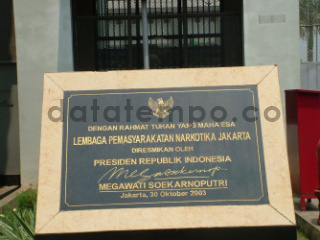 DENGAN RAHMAT TUHAN YANG MAHA ESA
LEMBAGA PEMASYARAKATAN NARKOTIKA JAKARTA
DIRESMIKAN OLEH
PRESIDEN REPUBLIK INDONESIA
MEGAWATI SOEKARNOPUTRI
Jakarta, 30 Oktober 2003
datatempo.co